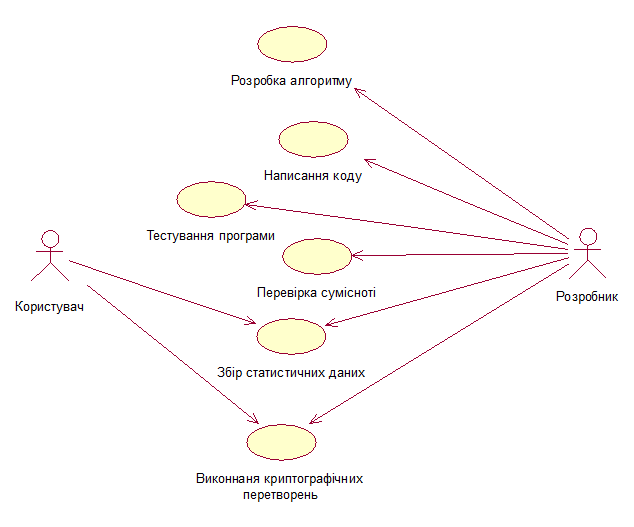 Розробка алгоритму
Написання коду
Тестування програми
Перевірка сумісноті
Користувач
Розробник
Збір статистичних даних
Виконнаня криптографічних
перетворень